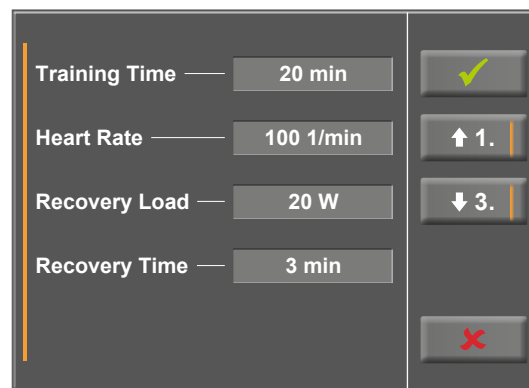 Training Time 20 min
Heart Rate 100 1/min
1.
Recovery Load 20 W
3.
Recovery Time 3 min